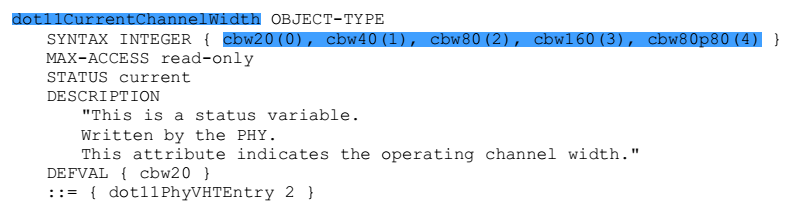 dot11CurrentChannelWidth OBJECT-TYPE
SYNTAX INTEGER { cbw20(0), cbw40(1), cbw80(2), cbw160(3), cbw80p80(4) }
MAX-ACCESS read-only
STATUS current
DESCRIPTION
"This is a status variable.
Written by the PHY.
This attribute indicates the operating channel width."
DEFVAL { cbw20 }
::= { dot11PhyVHTEntry 2 }